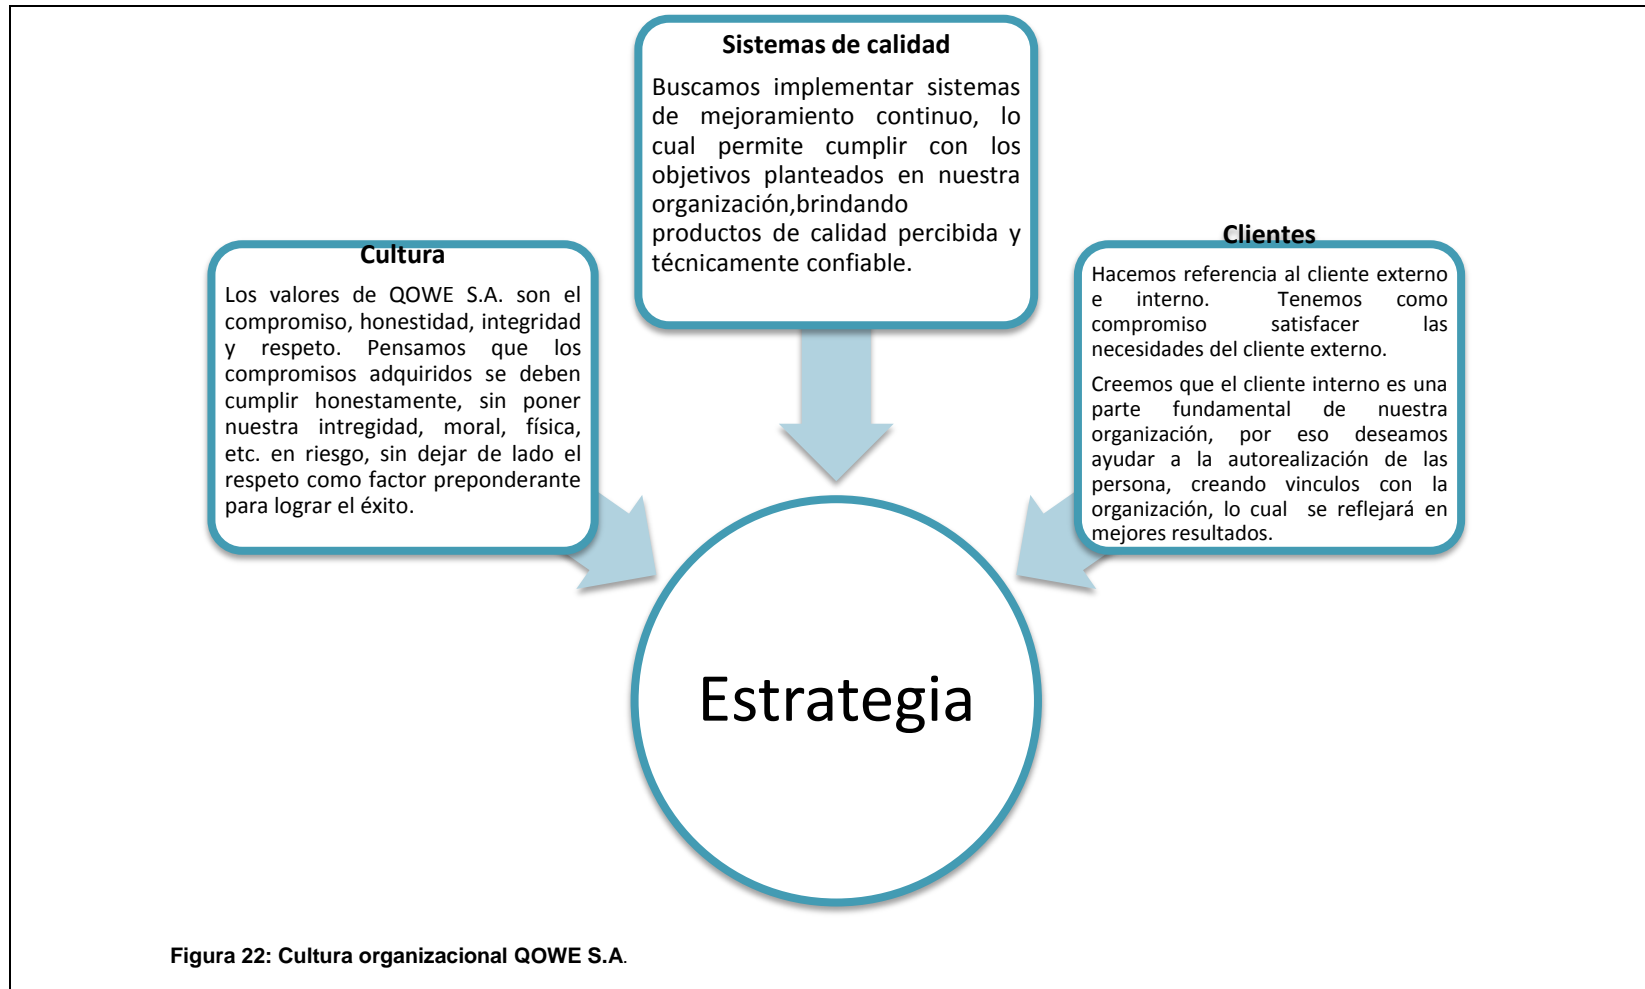 Sistemas de calidad
Buscamos implementar sistemas
de mejoramiento continuo, lo
cual permite cumplir con los
objetivos planteados en nuestra
organización,brindando
productos de calidad percibida y
técnicamente confiable.
Cultura
Los valores de QOWE S.A. son el
compromiso, honestidad, integridad
y respeto. Pensamos que los
compromisos adquiridos se deben
cumplir honestamente, sin poner
nuestra intregidad, moral, física,
etc. en riesgo, sin dejar de lado el
respeto como factor preponderante
para lograr el éxito.
Clientes
Hacemos referencia al cliente externo
e interno. Tenemos como
compromiso satisfacer las
necesidades del cliente externo.
Creemos que el cliente interno es una
parte fundamental de nuestra
organización, por eso deseamos
ayudar a la autorealización de las
persona, creando vinculos con la
organización, lo cual se reflejará en
mejores resultados.
Estrategia
Figura 22: Cultura organizacional QOWE S.A.